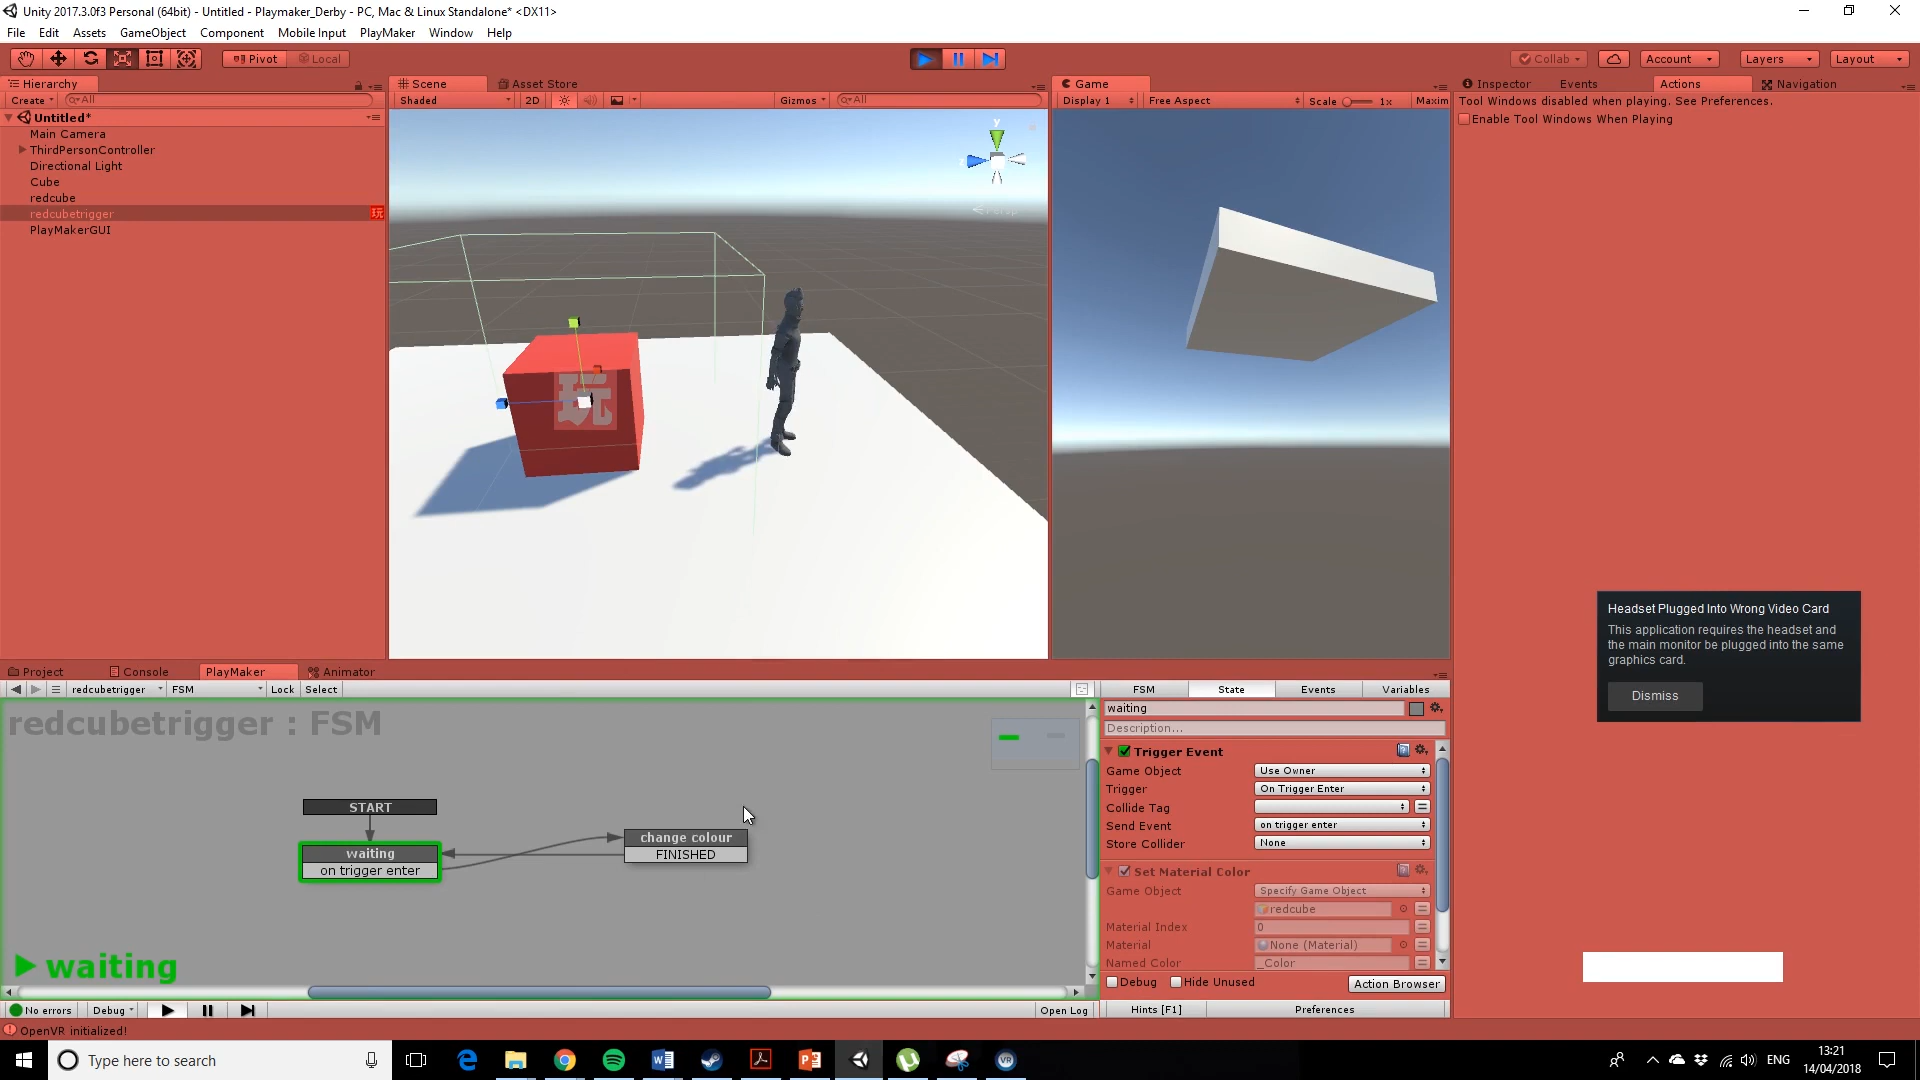 Unity 2017.3.0f3 Personal (64bit) - Untitled - Playmaker_Derby - PC, Mac & Linux Standalone* <DX11>
File Edit Assets GameObject Component Mobile Input PlayMaker Window Help
Pivot Local Collab Account Layers Layout
Hierarchy Scene Asset Store Game Inspector Events Actions Navigation
Create All Shaded 2D Gizmos All Display 1 Free Aspect Scale 1x Maxim Tool Windows disabled when playing. See Preferences.
Untitled* Enable Tool Windows When Playing
Main Camera
ThirdPersonController
Directional Light
Cube
redcube
redcubetrigger 玩
PlayMakerGUI
y
z
Persp
玩
Headset Plugged Into Wrong Video Card
This application requires the headset and
the main monitor be plugged into the same
graphics card.
Dismiss
Project Console PlayMaker Animator
redcubetrigger FSM Lock Select FSM State Events Variables
redcubetrigger : FSM
START
waiting
on trigger enter
change colour
FINISHED
waiting
waiting
Description...
Trigger Event
Game Object Use Owner
Trigger On Trigger Enter
Collide Tag
Send Event on trigger enter
Store Collider None
Set Material Color
Game Object Specify Game Object
redcube
Material Index 0
Material None (Material)
Named Color _Color
Debug Hide Unused Action Browser
No errors Debug Open Log Hints [F1] Preferences
OpenVR initialized!
Type here to search
VR
ENG
13:21
14/04/2018